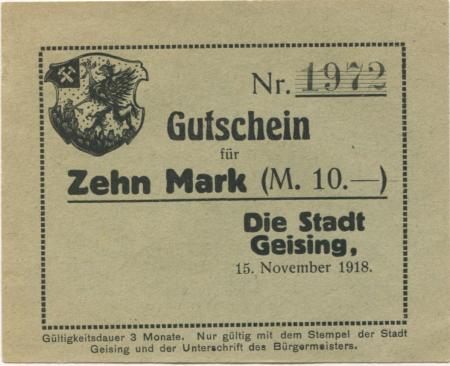 Nr. 1972
Gutschein
für
Zehn Mark (M. 10.—)
Die Stadt
Geising,
15. November 1918.
Gültigkeitsdauer 3 Monate. Nur gültig mit dem Stempel der Stadt
Geising und der Unterschrift des Bürgermeisters.